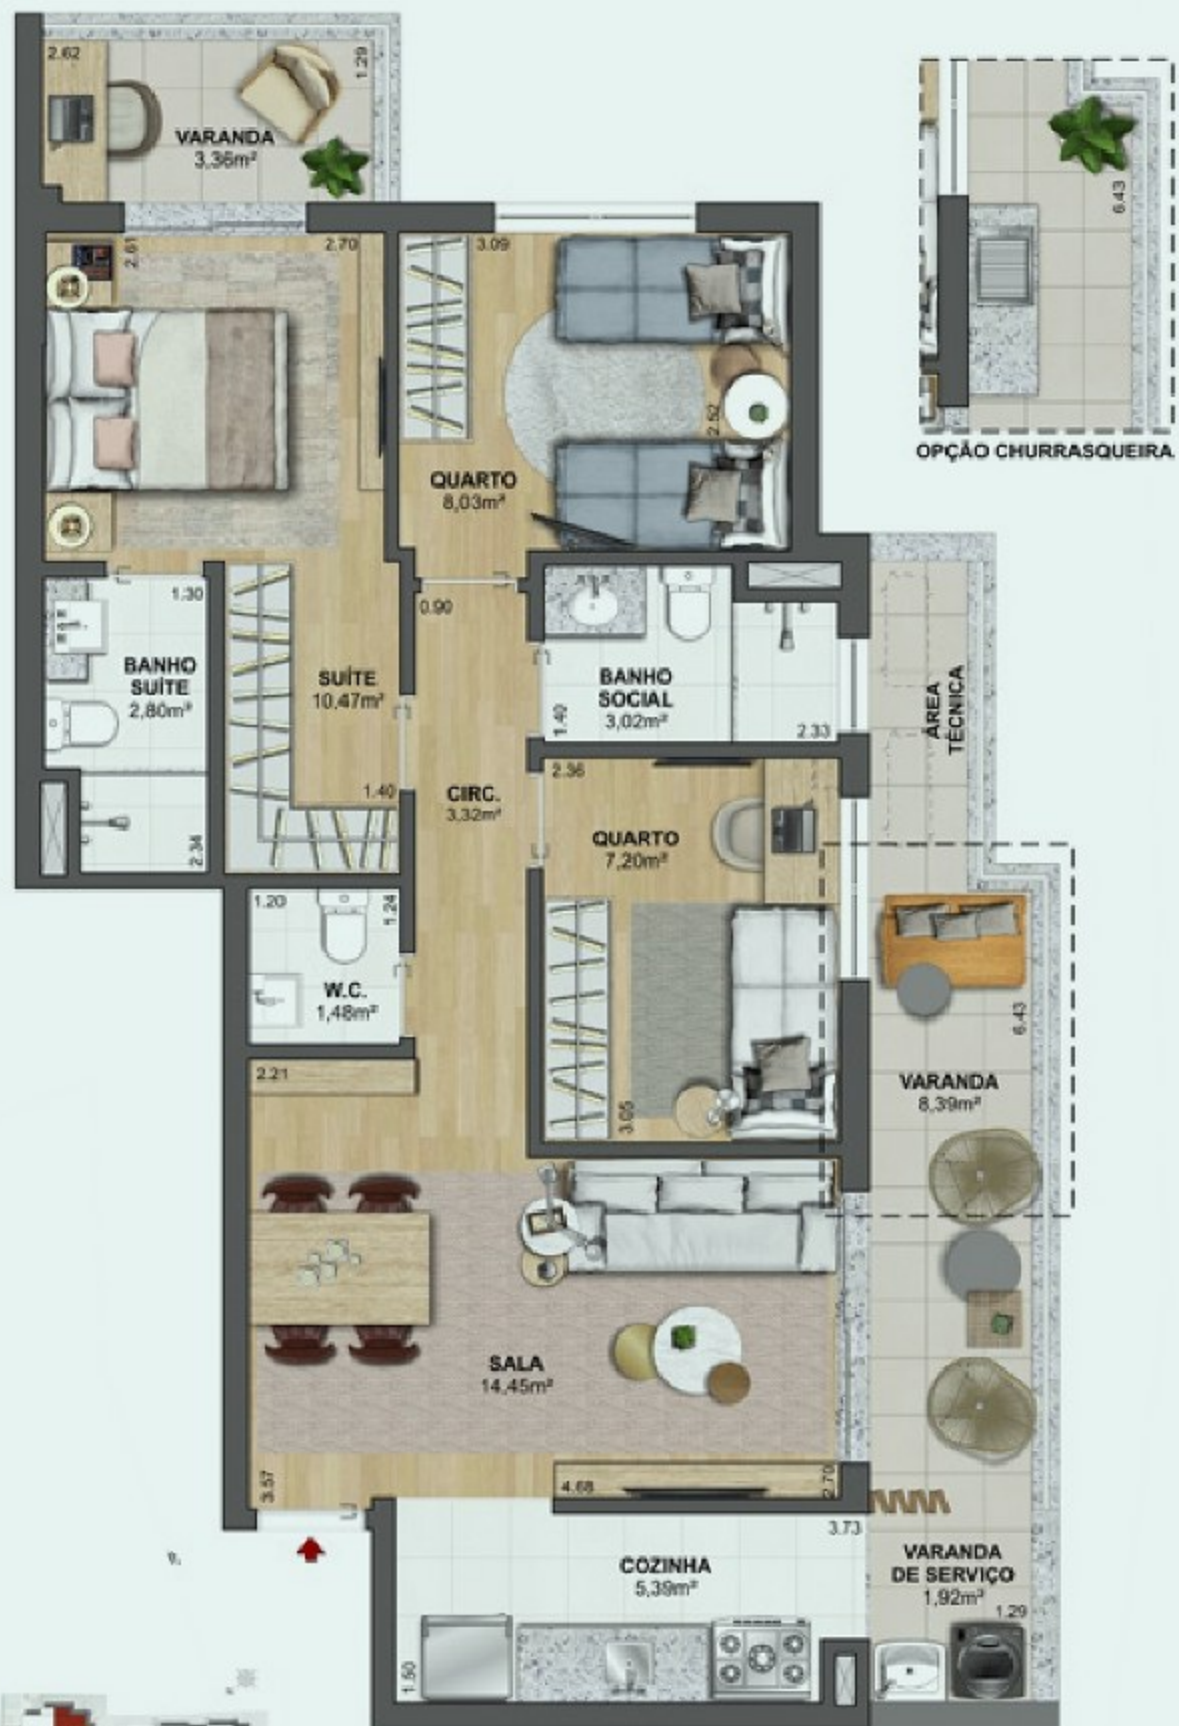 2.62
1.29
VARANDA
3,36m²
6.43
OPÇÃO CHURRASQUEIRA
2.61
2.70
3.09
2.52
QUARTO
8,03m²
1.30
BANHO
SUÍTE
2,80m²
2.34
SUÍTE
10,47m²
1.40
0.90
CIRC.
3,32m²
BANHO
SOCIAL
3,02m²
1.40
2.33
ÁREA
TÉCNICA
2.36
QUARTO
7,20m²
3.05
1.20
1.24
W.C.
1,48m²
6.43
VARANDA
8,39m²
2.21
SALA
14,45m²
3.57
4.68
2.70
3.73
COZINHA
5,39m²
1.50
VARANDA
DE SERVIÇO
1,92m²
1.29